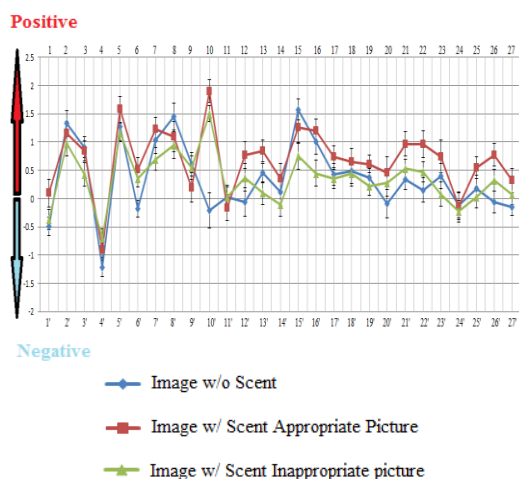 Positive
1 2 3 4 5 6 7 8 9 10 11 12 13 14 15 16 17 18 19 20 21 22 23 24 25 26 27
2.5
2
1.5
1
0.5
0
-0.5
-1
-1.5
-2
1' 2' 3' 4' 5' 6' 7' 8' 9' 10' 11' 12' 13' 14' 15' 16' 17' 18' 19' 20' 21' 22' 23' 24' 25' 26' 27'
Negative
Image w/o Scent
Image w/ Scent Appropriate Picture
Image w/ Scent Inappropriate picture